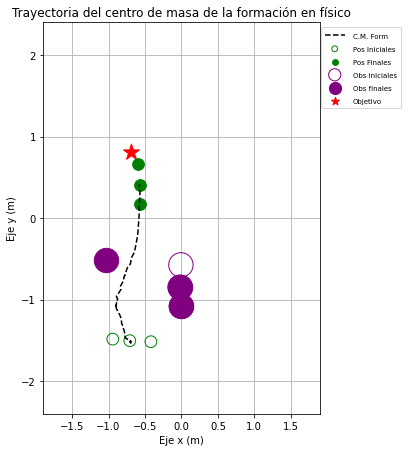 Trayectoria del centro de masa de la formación en físico
C.M. Form
Pos Iniciales
Pos Finales
Obs iniciales
Obs finales
Objetivo
2
1
0
−1
−2
Eje y (m)
−1.5 −1.0 −0.5 0.0 0.5 1.0 1.5
Eje x (m)